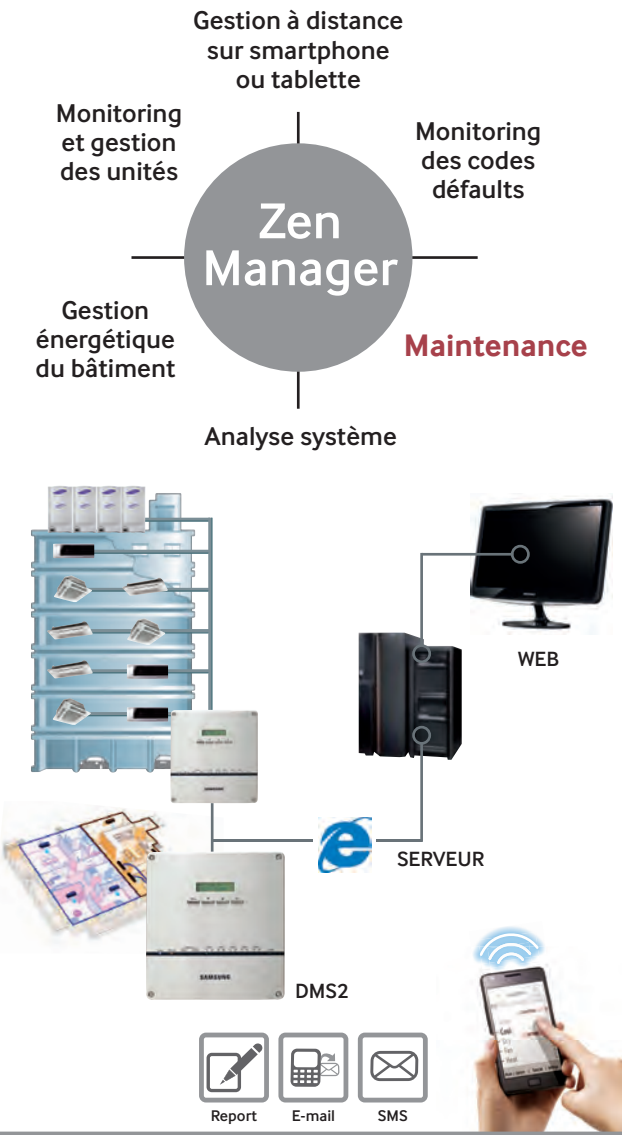 Gestion à distance
sur smartphone
ou tablette
Monitoring
et gestion
des unités
Monitoring
des codes
défaults
Zen
Manager
Gestion
énergétique
du bâtiment
Maintenance
Analyse système
WEB
SERVEUR
SAMSUNG
DMS2
Report
E-mail
SMS